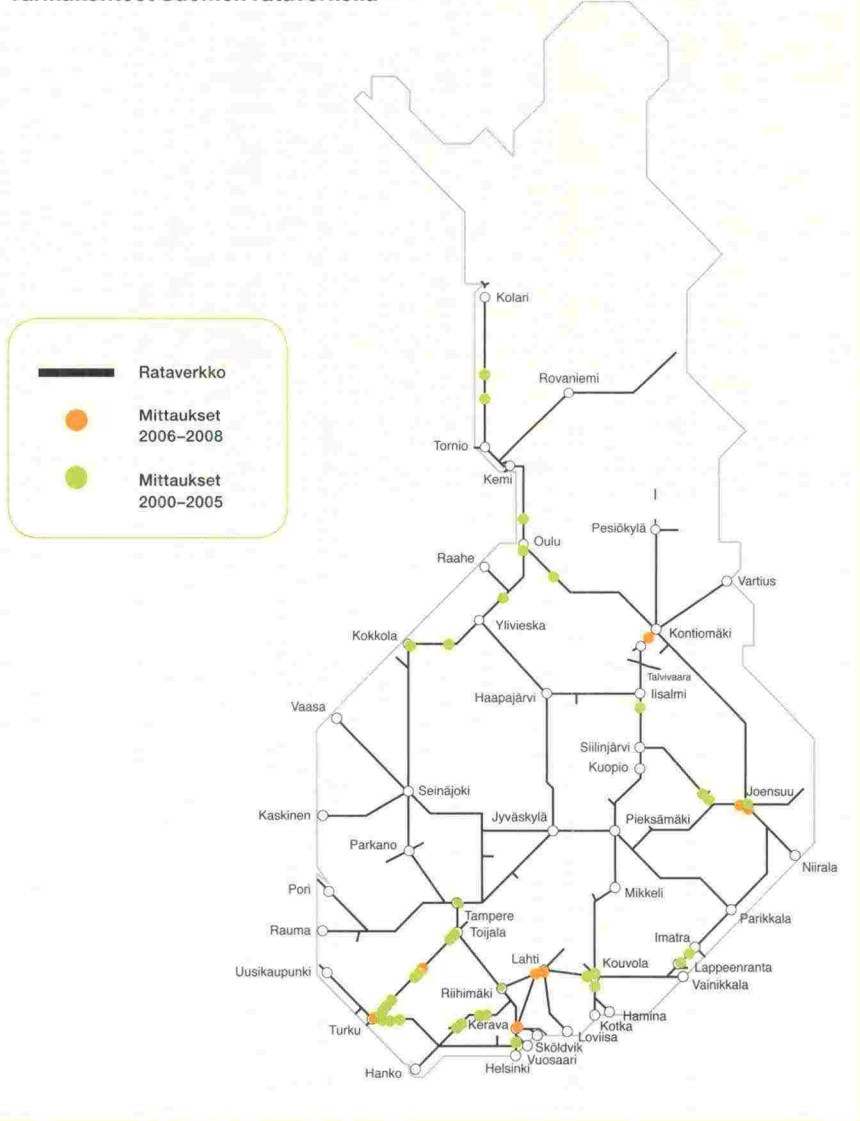 Kolari
Rataverkko
Rovaniemi
Mittaukset
2006–2008
Tornio
Kemi
Mittaukset
2000–2005
Pesiökylä
Oulu
Raahe
Vartius
Ylivieska
Kokkola
Kontiomäki
Talvivaara
Haapajärvi
Iisalmi
Vaasa
Siilinjärvi
Kuopio
Seinäjoki
Joensuu
Kaskinen
Jyväskylä
Pieksämäki
Parkano
Niirala
Pori
Mikkeli
Tampere
Parikkala
Rauma
Toijala
Imatra
Lahti
Kouvola
Lappeenranta
Uusikaupunki
Vainikkala
Riihimäki
Hamina
Kerava
Kotka
Turku
Loviisa
Sköldvik
Vuosaari
Helsinki
Hanko